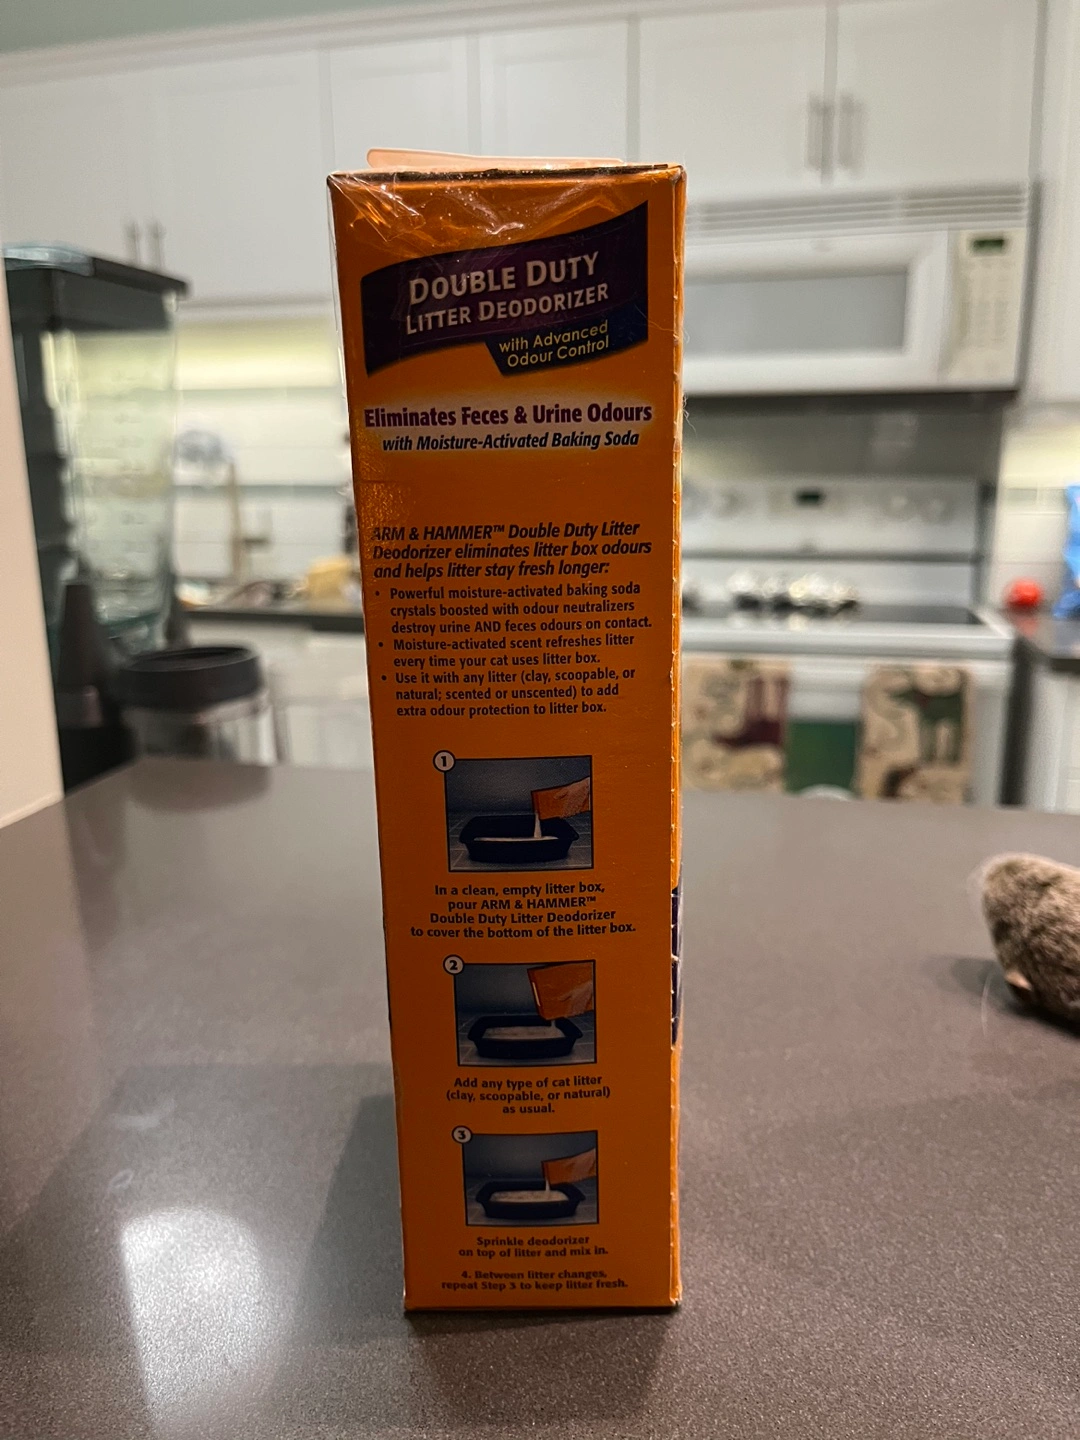 DOUBLE DUTY
LITTER DEODORIZER
with Advanced
Odour Control
Eliminates Feces & Urine Odours
with Moisture-Activated Baking Soda
ARM & HAMMER™ Double Duty Litter
Deodorizer eliminates litter box odours
and helps litter stay fresh longer:
• Powerful moisture-activated baking soda
crystals boosted with odour neutralizers
destroy urine AND feces odours on contact.
• Moisture-activated scent refreshes litter
every time your cat uses litter box.
• Use it with any litter (clay, scoopable, or
natural; scented or unscented) to add
extra odour protection to litter box.
1
In a clean, empty litter box,
pour ARM & HAMMER™
Double Duty Litter Deodorizer
to cover the bottom of the litter box.
2
Add any type of cat litter
(clay, scoopable, or natural)
as usual.
3
Sprinkle deodorizer
on top of litter and mix in.
4. Between litter changes,
repeat Step 3 to keep litter fresh.